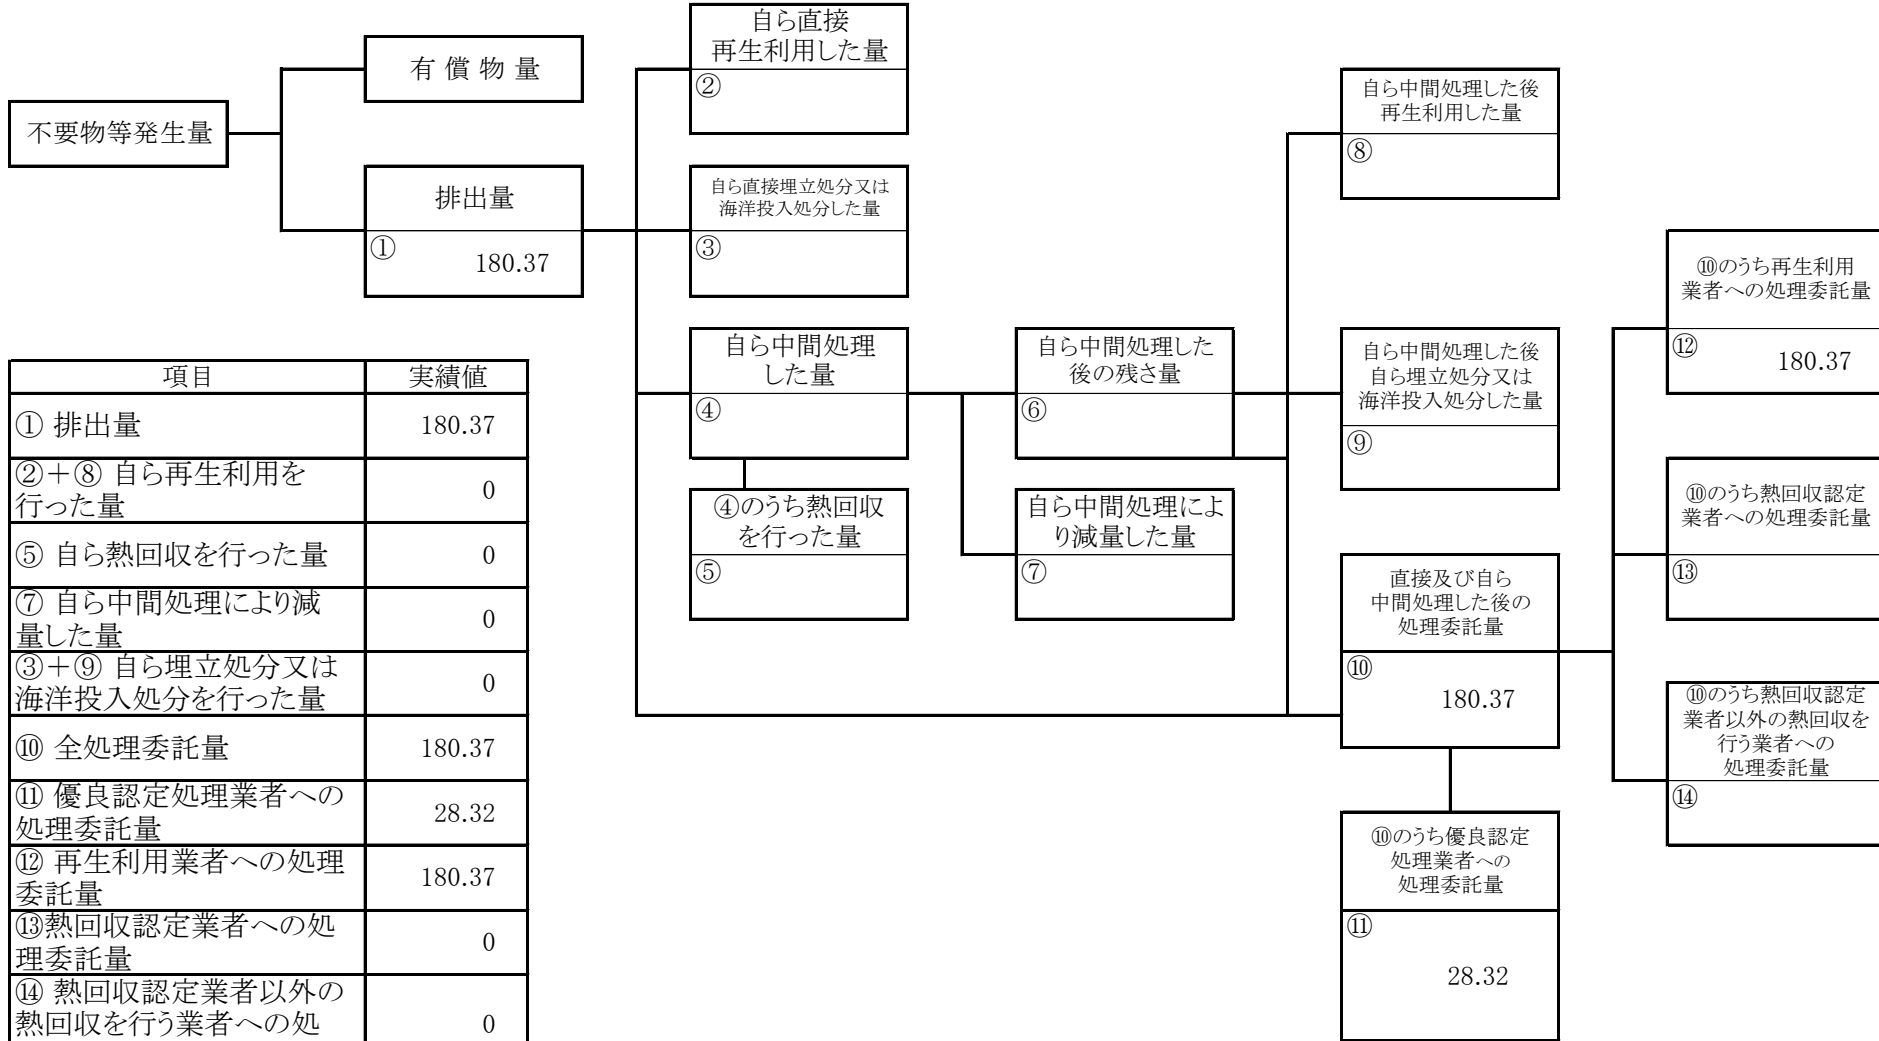 不要物等発生量
有償物量
排出量
①
180.37
自ら直接
再生利用した量
②
自ら直接埋立処分又は
海洋投入処分した量
③
自ら中間処理
した量
④
④のうち熱回収
を行った量
⑤
自ら中間処理した
後の残さ量
⑥
自ら中間処理によ
り減量した量
⑦
自ら中間処理した後
再生利用した量
⑧
自ら中間処理した後
自ら埋立処分又は
海洋投入処分した量
⑨
直接及び自ら
中間処理した後の
処理委託量
⑩
180.37
⑩のうち優良認定
処理業者への
処理委託量
⑪
28.32
⑩のうち再生利用
業者への処理委託量
⑫
180.37
⑩のうち熱回収認定
業者への処理委託量
⑬
⑩のうち熱回収認定
業者以外の熱回収を
行う業者への
処理委託量
⑭
項目 実績値
① 排出量 180.37
②＋⑧ 自ら再生利用を
行った量 0
⑤ 自ら熱回収を行った量 0
⑦ 自ら中間処理により減
量した量 0
③＋⑨ 自ら埋立処分又は
海洋投入処分を行った量 0
⑩ 全処理委託量 180.37
⑪ 優良認定処理業者への
処理委託量 28.32
⑫ 再生利用業者への処理
委託量 180.37
⑬熱回収認定業者への処
理委託量 0
⑭ 熱回収認定業者以外の
熱回収を行う業者への処 0